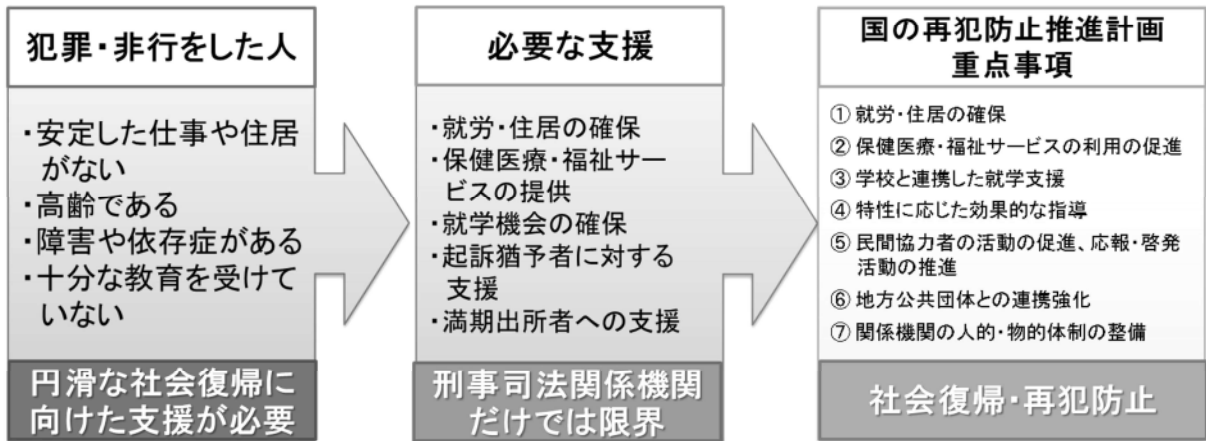 犯罪・非行をした人
・安定した仕事や住居
がない
・高齢である
・障害や依存症がある
・十分な教育を受けて
いない
円滑な社会復帰に
向けた支援が必要
必要な支援
・就労・住居の確保
・保健医療・福祉サー
ビスの提供
・就学機会の確保
・起訴猶予者に対する
支援
・満期出所者への支援
刑事司法関係機関
だけでは限界
国の再犯防止推進計画
重点事項
① 就労・住居の確保
② 保健医療・福祉サービスの利用の促進
③ 学校と連携した就学支援
④ 特性に応じた効果的な指導
⑤ 民間協力者の活動の促進、応報・啓発
活動の推進
⑥ 地方公共団体との連携強化
⑦ 関係機関の人的・物的体制の整備
社会復帰・再犯防止